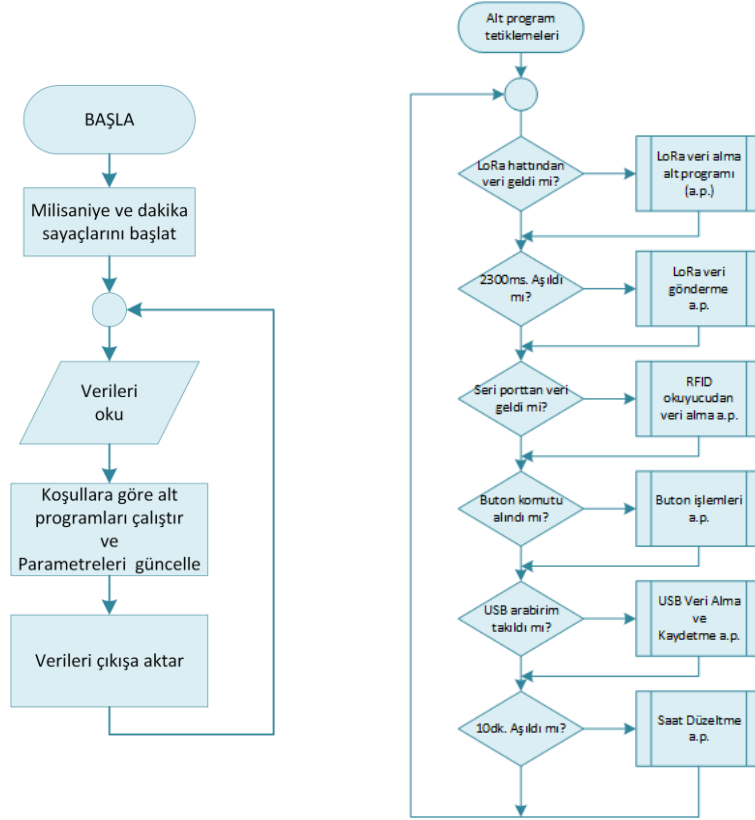 BAŞLA
Milisaniye ve dakika
sayaçlarını başlat
Verileri
oku
Koşullara göre alt
programları çalıştır
ve
Parametreleri güncelle
Verileri çıkışa aktar
Alt program
tetiklemeleri
LoRa hattından
veri geldi mi?
LoRa veri alma
alt programı
(a.p.)
2300ms. Aşıldı
mı?
LoRa veri
gönderme
a.p.
Seri porttan veri
geldi mi?
RFID
okuyucudan
veri alma a.p.
Buton komutu
alındı mı?
Buton işlemleri
a.p.
USB arabirim
takıldı mı?
USB Veri Alma
ve
Kaydetme a.p.
10dk. Aşıldı mı?
Saat Düzeltme
a.p.